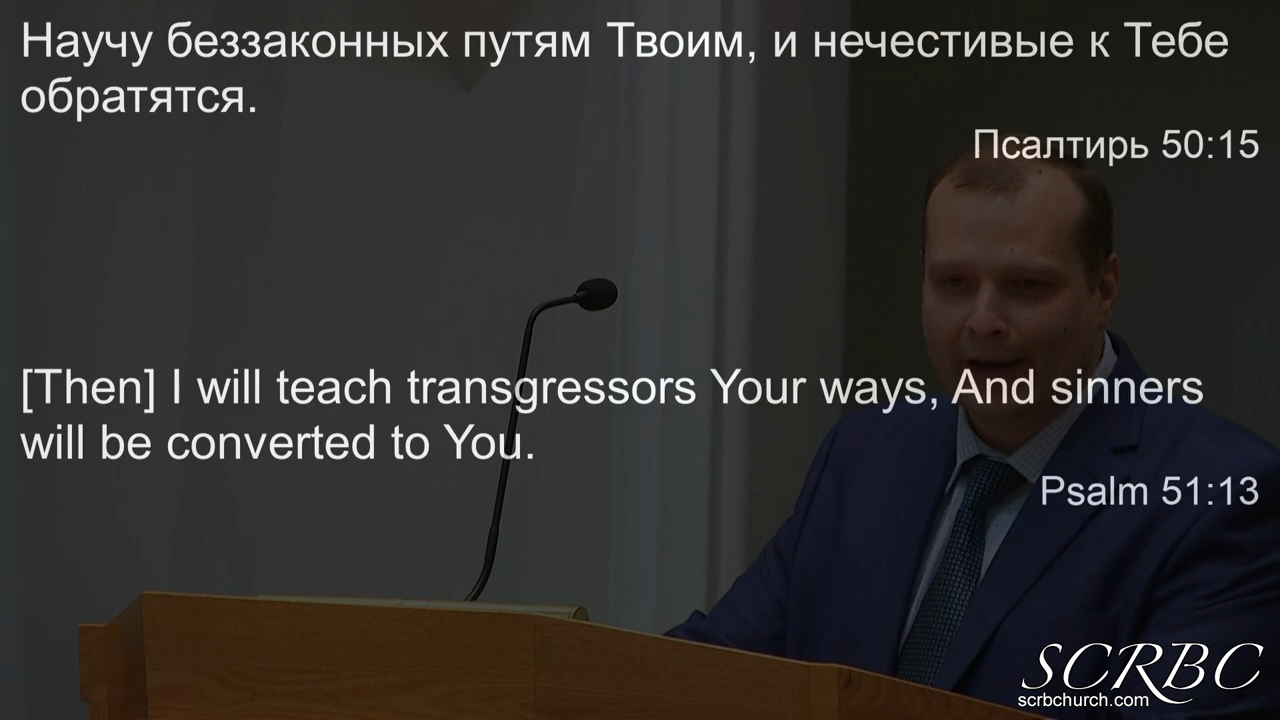 Научу беззаконных путям Твоим, и нечестивые к Тебе
обратятся.
Псалтирь 50:15
[Then] I will teach transgressors Your ways, And sinners
will be converted to You.
Psalm 51:13
SCRBC
scrbchurch.com